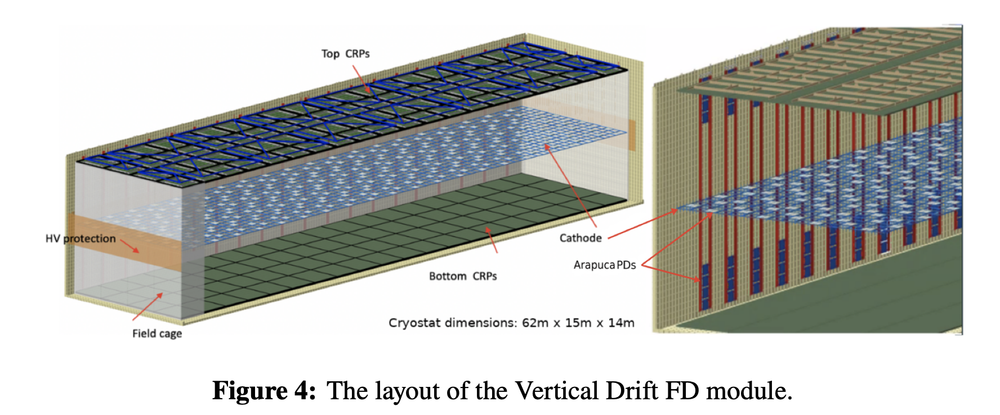 Top CRPs
HV protection
Cathode
Arapuca PDs
Bottom CRPs
Cryostat dimensions: 62m x 15m x 14m
Field cage
Figure 4: The layout of the Vertical Drift FD module.